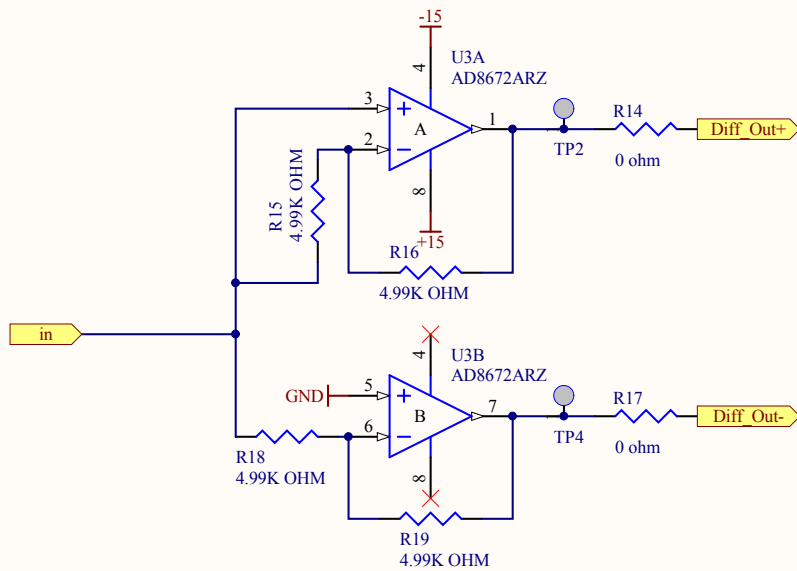 -15
4
U3A
AD8672ARZ
3
+
A
1
2
−
8
+15
TP2
R14
0 ohm
Diff_Out+
R15
4.99K OHM
R16
4.99K OHM
in
4
U3B
AD8672ARZ
GND
5
+
B
7
6
−
8
TP4
R17
0 ohm
Diff_Out-
R18
4.99K OHM
R19
4.99K OHM